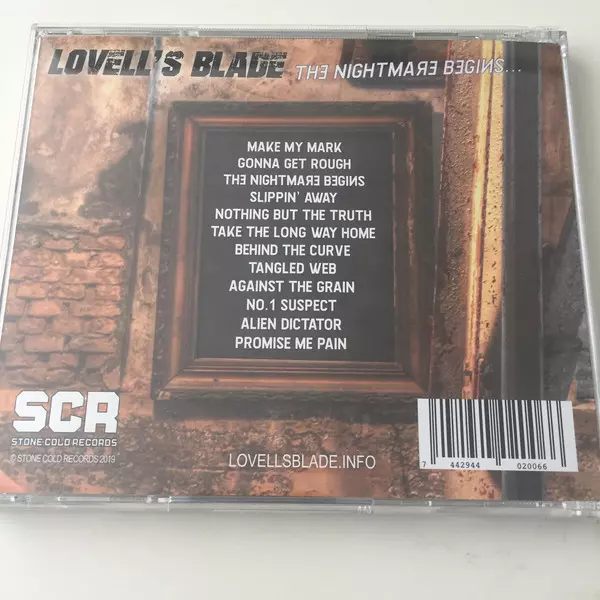 LOVELL'S BLADE THE NIGHTMARE BEGINS...
MAKE MY MARK
GONNA GET ROUGH
THE NIGHTMARE BEGINS
SLIPPIN' AWAY
NOTHING BUT THE TRUTH
TAKE THE LONG WAY HOME
BEHIND THE CURVE
TANGLED WEB
AGAINST THE GRAIN
NO.1 SUSPECT
ALIEN DICTATOR
PROMISE ME PAIN
SCR
STONE COLD RECORDS
© STONE COLD RECORDS 2019
LOVELLSBLADE.INFO
7 442944 020066